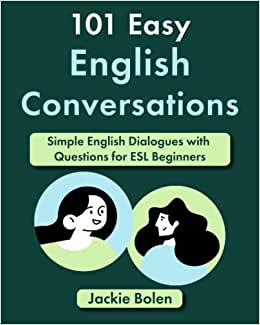 101 Easy
English
Conversations
Simple English Dialogues with
Questions for ESL Beginners
Jackie Bolen